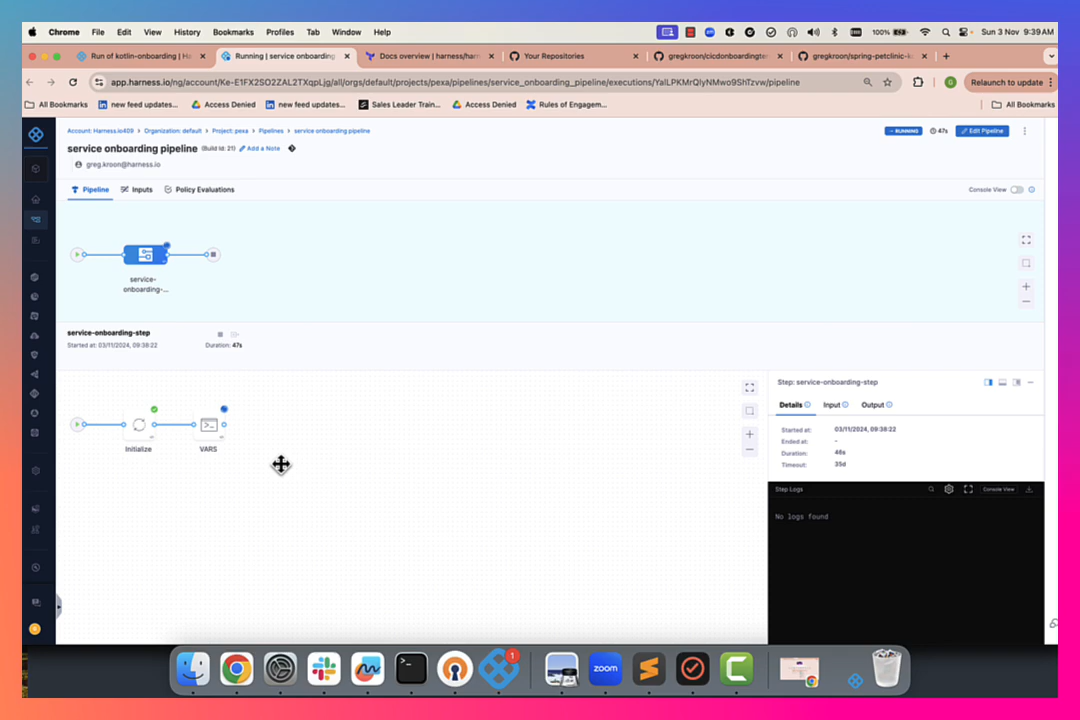 Chrome File Edit View History Bookmarks Profiles Tab Window Help 100% Sun 3 Nov 9:39 AM
Run of kotlin-onboarding | Ha Running | service onboarding Docs overview | harness/harn Your Repositories gregkroon/cicdonboardingte gregkroon/spring-petclinic-k
app.harness.io/ng/account/Ke-E1FX2SO2ZAL2TXqpLjg/all/orgs/default/projects/pexa/pipelines/service_onboarding_pipeline/executions/YalLPKMrQIyNMwo9ShTzvw/pipeline G Relaunch to update
All Bookmarks new feed updates... Access Denied new feed updates... Sales Leader Train... Access Denied Rules of Engagem... All Bookmarks
Account: Harness.io409 > Organization: default > Project: pexa > Pipelines > service onboarding pipeline RUNNING 47s Edit Pipeline
service onboarding pipeline (Build Id: 21) Add a Note
greg.kroon@harness.io
Pipeline Inputs Policy Evaluations Console View
service-
onboarding-...
service-onboarding-step
Started at: 03/11/2024, 09:38:22 Duration: 47s
Step: service-onboarding-step
Details Input Output
Started at: 03/11/2024, 09:38:22
Ended at: -
Duration: 46s
Timeout: 35d
Initialize VARS
Step Logs Console View
No logs found
1
zoom